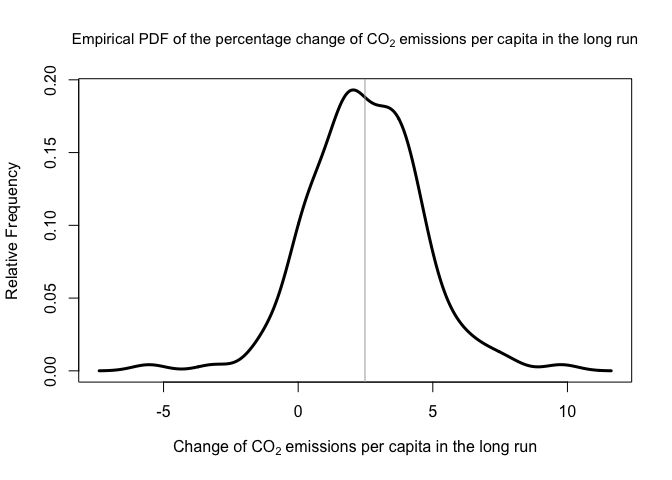 Empirical PDF of the percentage change of CO₂ emissions per capita in the long run
Relative Frequency
0.20
0.15
0.10
0.05
0.00
-5 0 5 10
Change of CO₂ emissions per capita in the long run